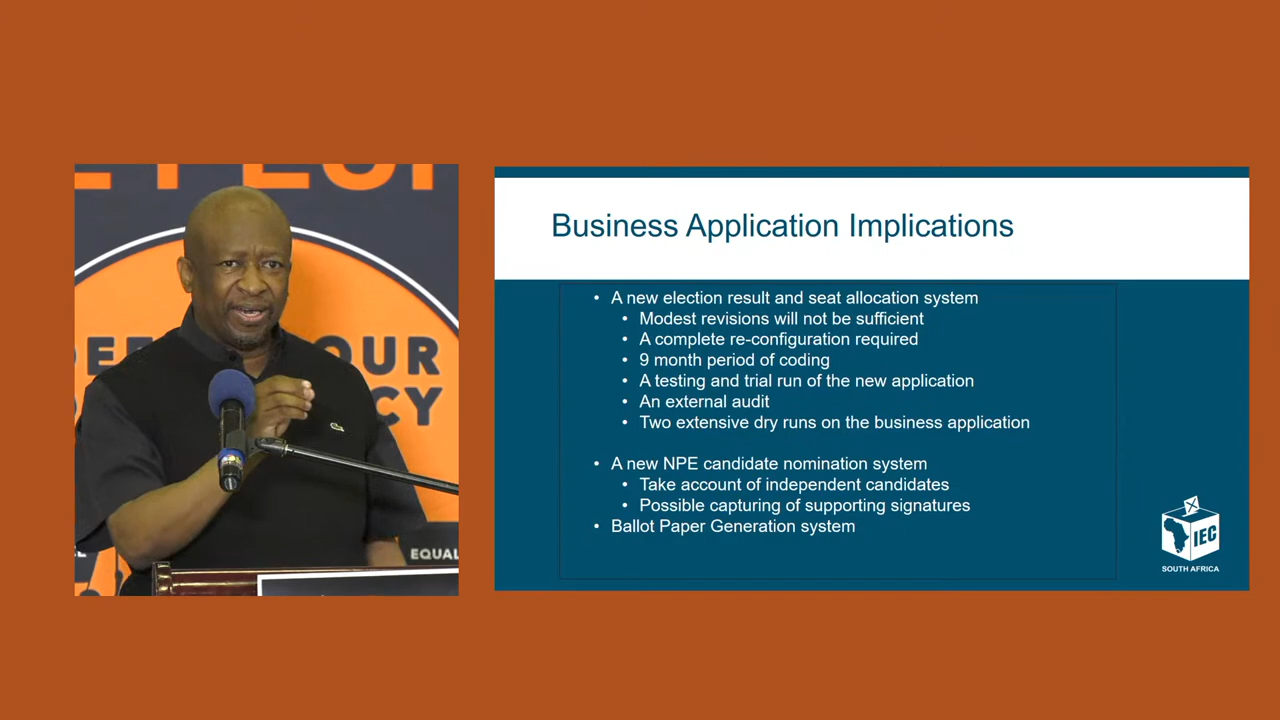 OUR
CY
EQUAL
Business Application Implications
• A new election result and seat allocation system
• Modest revisions will not be sufficient
• A complete re-configuration required
• 9 month period of coding
• A testing and trial run of the new application
• An external audit
• Two extensive dry runs on the business application
• A new NPE candidate nomination system
• Take account of independent candidates
• Possible capturing of supporting signatures
• Ballot Paper Generation system
IEC
SOUTH AFRICA